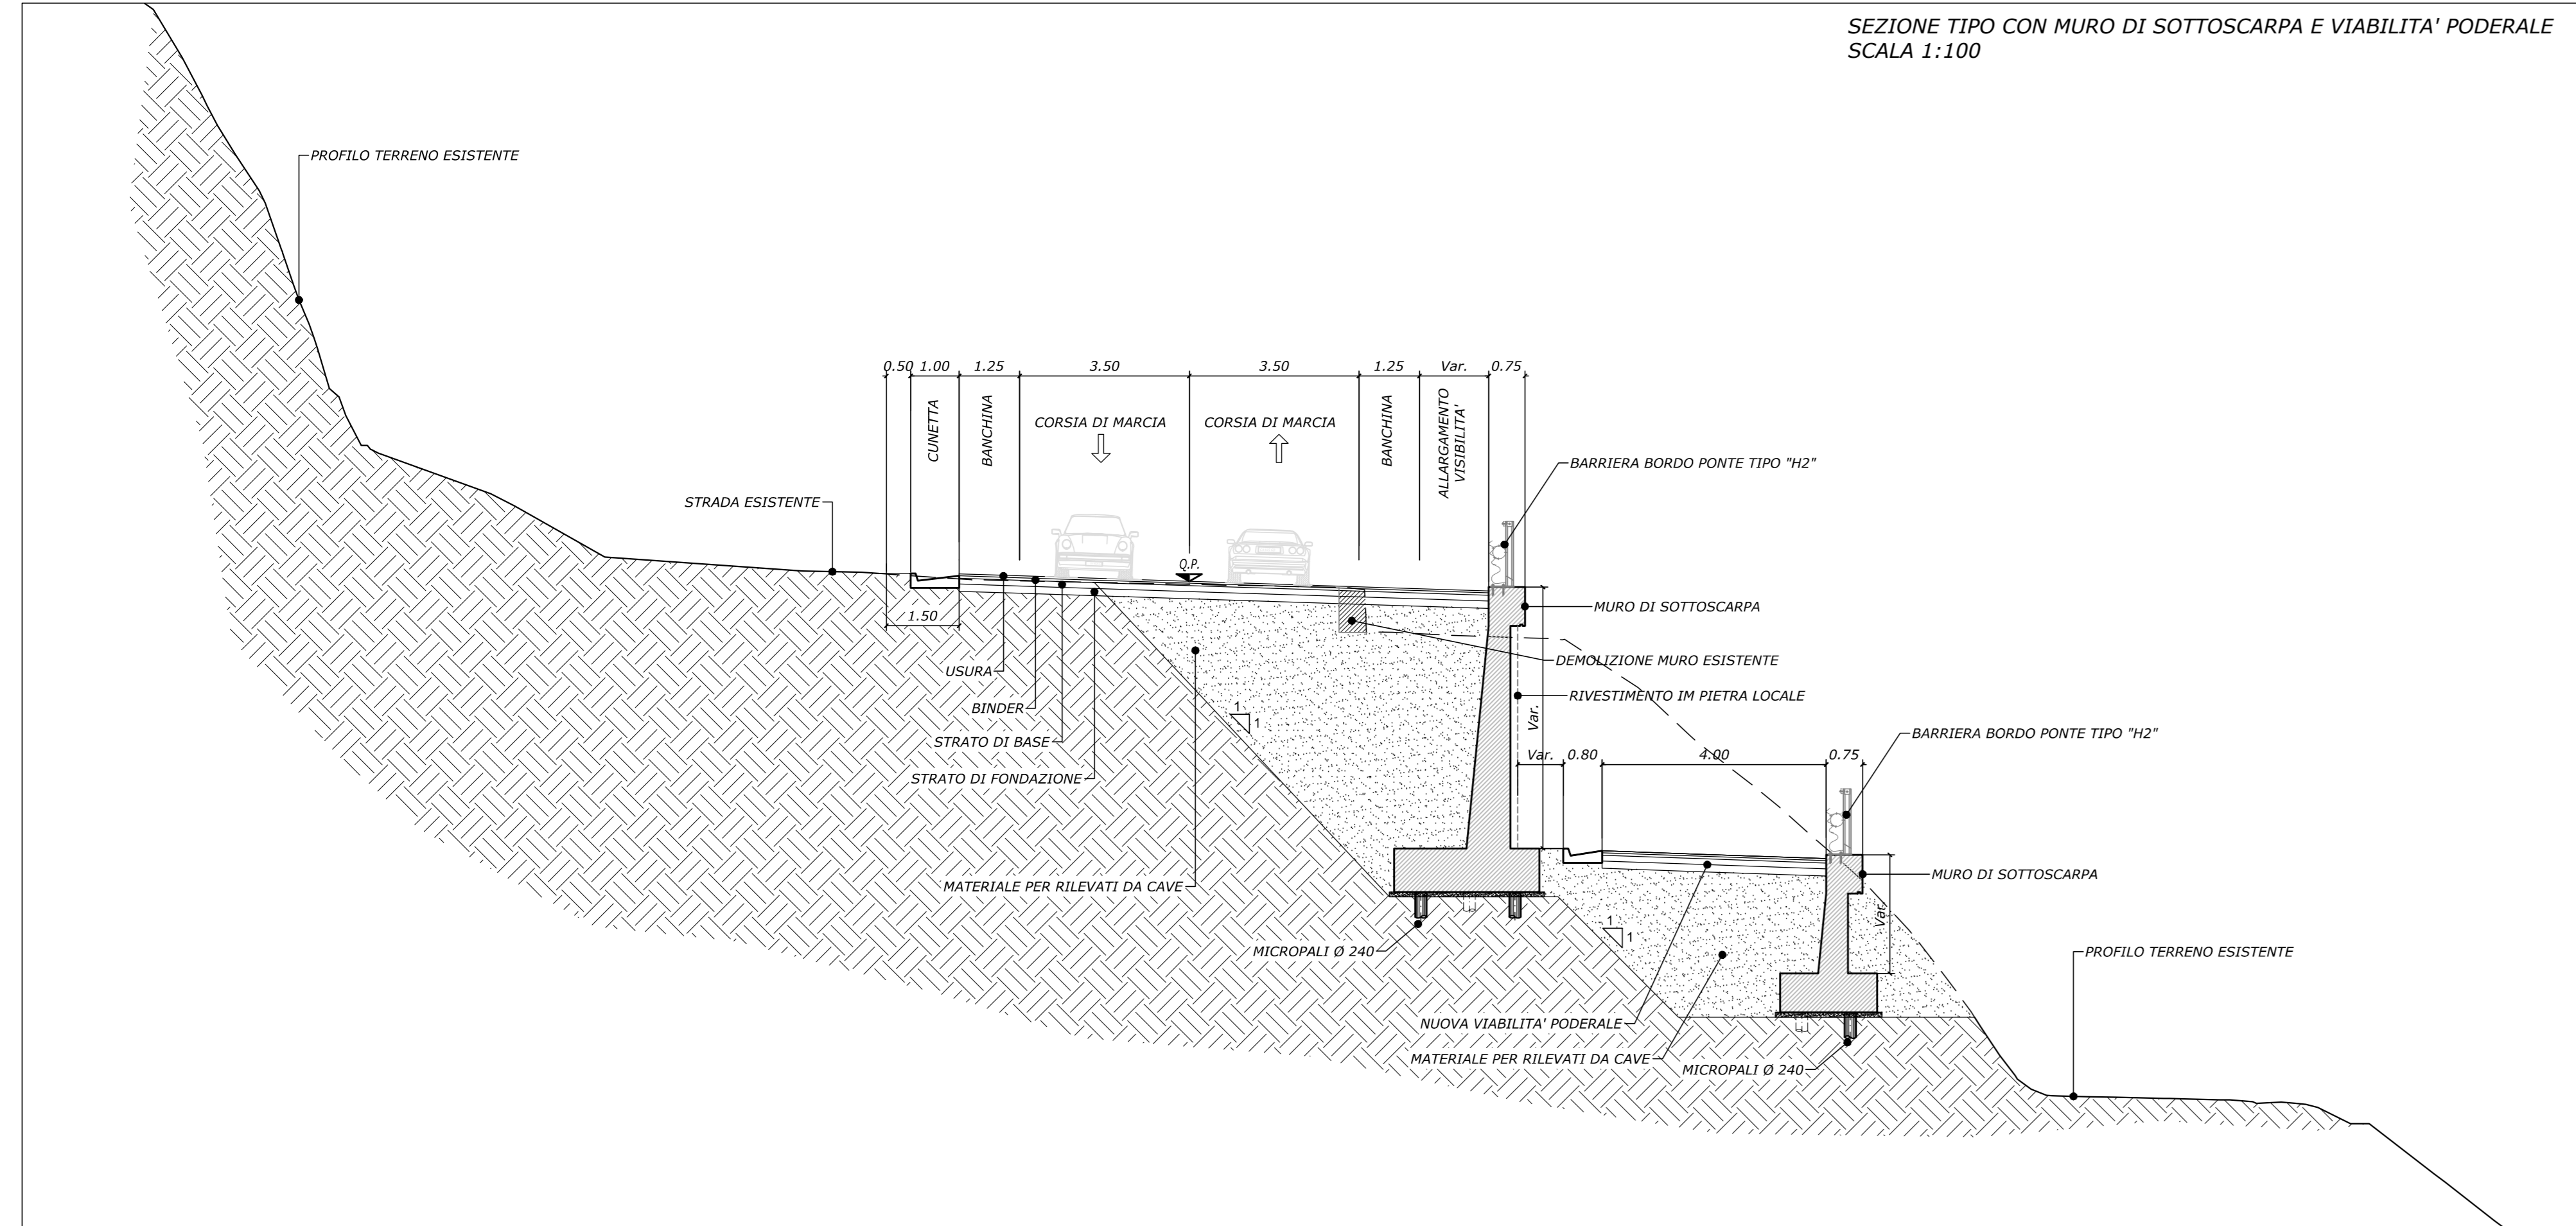 SEZIONE TIPO CON MURO DI SOTTOSCARPA E VIABILITA' PODERALE
SCALA 1:100
PROFILO TERRENO ESISTENTE
0.50 1.00 1.25 3.50 3.50 1.25 Var. 0.75
CUNETTA
BANCHINA
CORSIA DI MARCIA
CORSIA DI MARCIA
BANCHINA
ALLARGAMENTO
VISIBILITA'
BARRIERA BORDO PONTE TIPO "H2"
STRADA ESISTENTE
Q.P.
MURO DI SOTTOSCARPA
1.50
DEMOLIZIONE MURO ESISTENTE
USURA
RIVESTIMENTO IM PIETRA LOCALE
BINDER
1
1
Var.
BARRIERA BORDO PONTE TIPO "H2"
STRATO DI BASE
Var. 0.80 4.00 0.75
STRATO DI FONDAZIONE
MATERIALE PER RILEVATI DA CAVE
MURO DI SOTTOSCARPA
Var.
1
1
MICROPALI Ø 240
PROFILO TERRENO ESISTENTE
NUOVA VIABILITA' PODERALE
MATERIALE PER RILEVATI DA CAVE
MICROPALI Ø 240